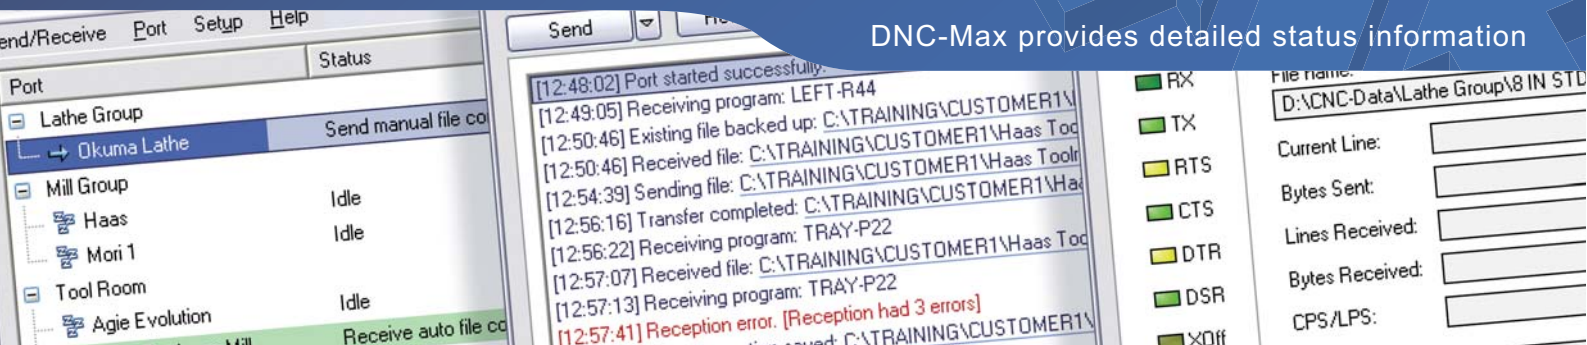 DNC-Max provides detailed status information
end/Receive Port Setup Help
Port Status
Lathe Group
Okuma Lathe Send manual file co
Mill Group
Haas Idle
Mori 1 Idle
Tool Room
Agie Evolution Idle
Mill Receive auto file co
Send
[12:48:02] Port started successfully.
[12:49:05] Receiving program: LEFT-R44
[12:50:46] Existing file backed up: C:\TRAINING\CUSTOMER1\
[12:50:46] Received file: C:\TRAINING\CUSTOMER1\Haas Too
[12:54:39] Sending file: C:\TRAINING\CUSTOMER1\Haas Toolr
[12:56:16] Transfer completed: C:\TRAINING\CUSTOMER1\Haa
[12:56:22] Receiving program: TRAY-P22
[12:57:07] Received file: C:\TRAINING\CUSTOMER1\Haas Too
[12:57:13] Receiving program: TRAY-P22
[12:57:41] Reception error. [Reception had 3 errors]
saved: C:\TRAINING\CUSTOMER1\
RX
TX
RTS
CTS
DTR
DSR
XOff
File name:
D:\CNC-Data\Lathe Group\8 IN STD
Current Line:
Bytes Sent:
Lines Received:
Bytes Received:
CPS/LPS: